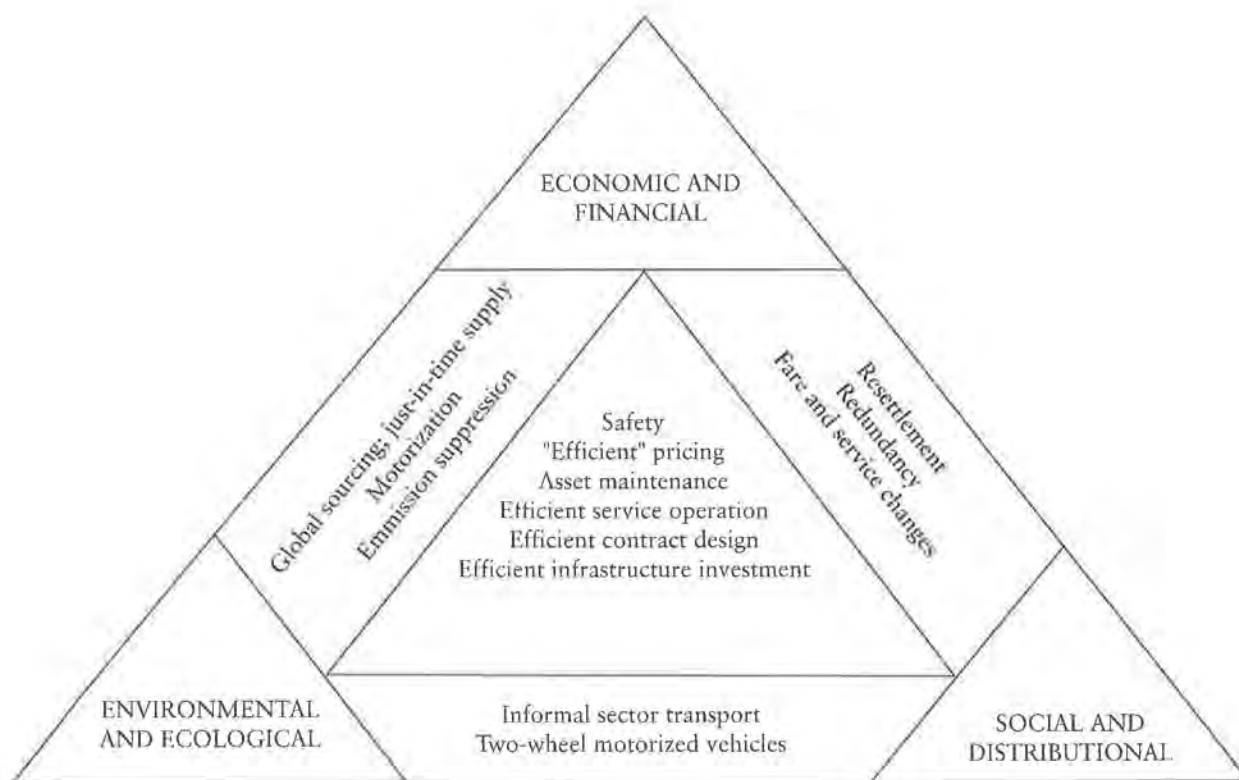 ECONOMIC AND
FINANCIAL
Global sourcing; just-in-time supply
Motorization
Emmission suppression
Resettlement
Redundancy
Fare and service changes
Safety
"Efficient" pricing
Asset maintenance
Efficient service operation
Efficient contract design
Efficient infrastructure investment
ENVIRONMENTAL
AND ECOLOGICAL
Informal sector transport
Two-wheel motorized vehicles
SOCIAL AND
DISTRIBUTIONAL